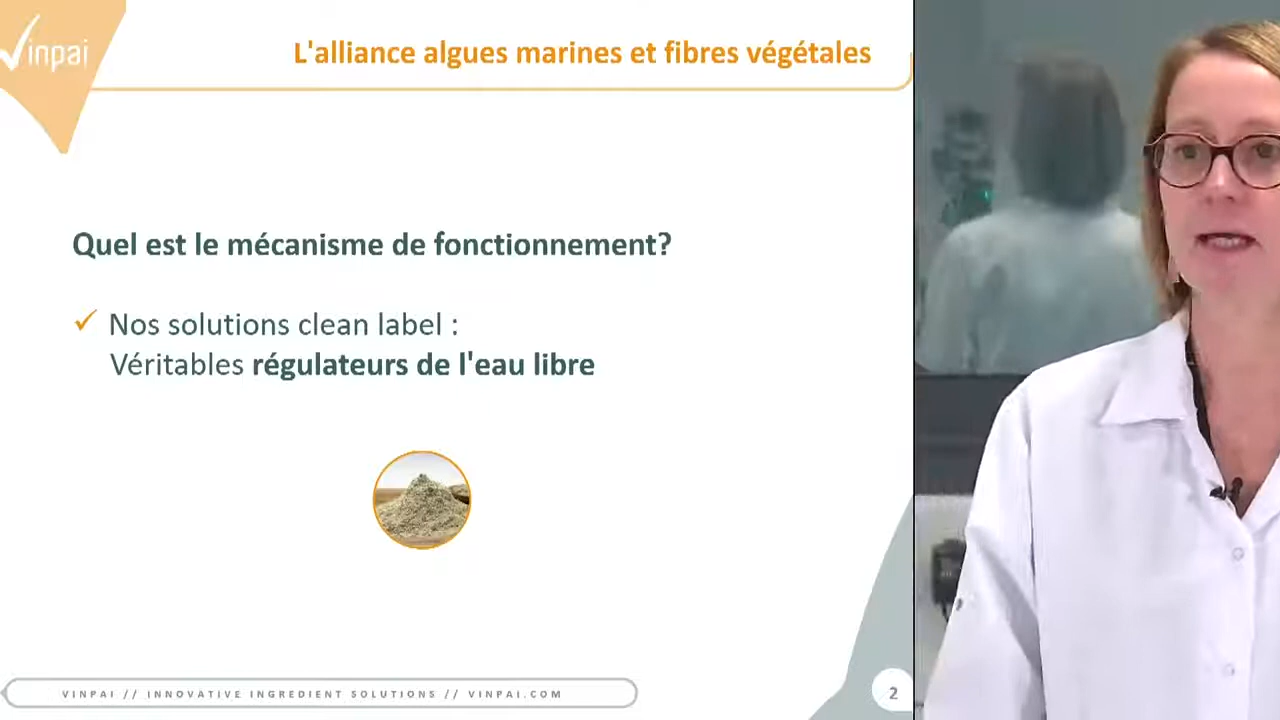 Vinpai
L'alliance algues marines et fibres végétales
Quel est le mécanisme de fonctionnement?
✓ Nos solutions clean label :
Véritables régulateurs de l'eau libre
VINPAI // INNOVATIVE INGREDIENT SOLUTIONS // VINPAI.COM
2